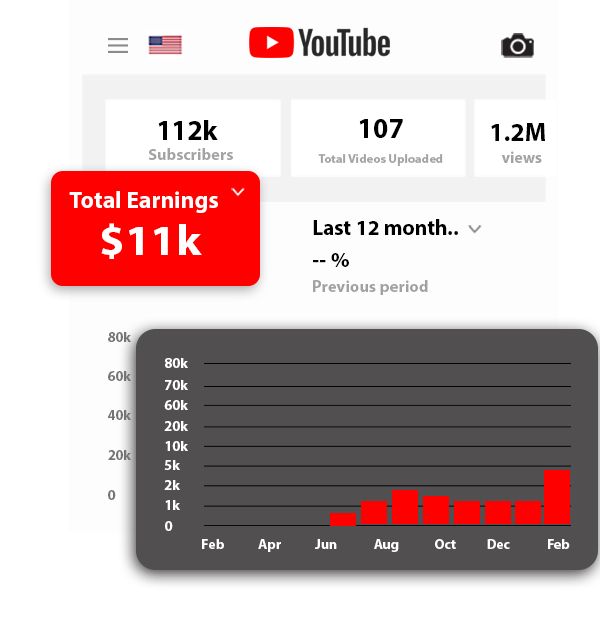 YouTube
112k
Subscribers
107
Total Videos Uploaded
1.2M
views
Total Earnings
$11k
Last 12 month..
-- %
Previous period
80k
60k
40k
20k
0
80k
70k
60k
20k
10k
5k
2k
1k
0
Feb Apr Jun Aug Oct Dec Feb